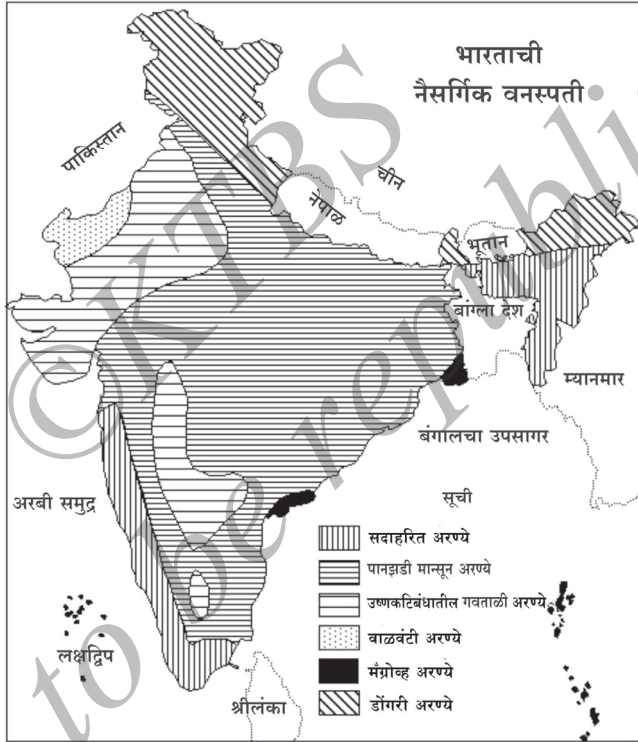 भारताची
नैसर्गिक वनस्पती
पाकिस्तान
चीन
नेपाळ
भूतान
बांग्ला देश
म्यानमार
बंगालचा उपसागर
अरबी समुद्र
सूची
सदाहरित अरण्ये
पानझडी मान्सून अरण्ये
उष्णकटिबंधातील गवताळी अरण्ये
वाळवंटी अरण्ये
मँग्रोव्ह अरण्ये
डोंगरी अरण्ये
लक्षद्विप
श्रीलंका
©KTBS
to be republi